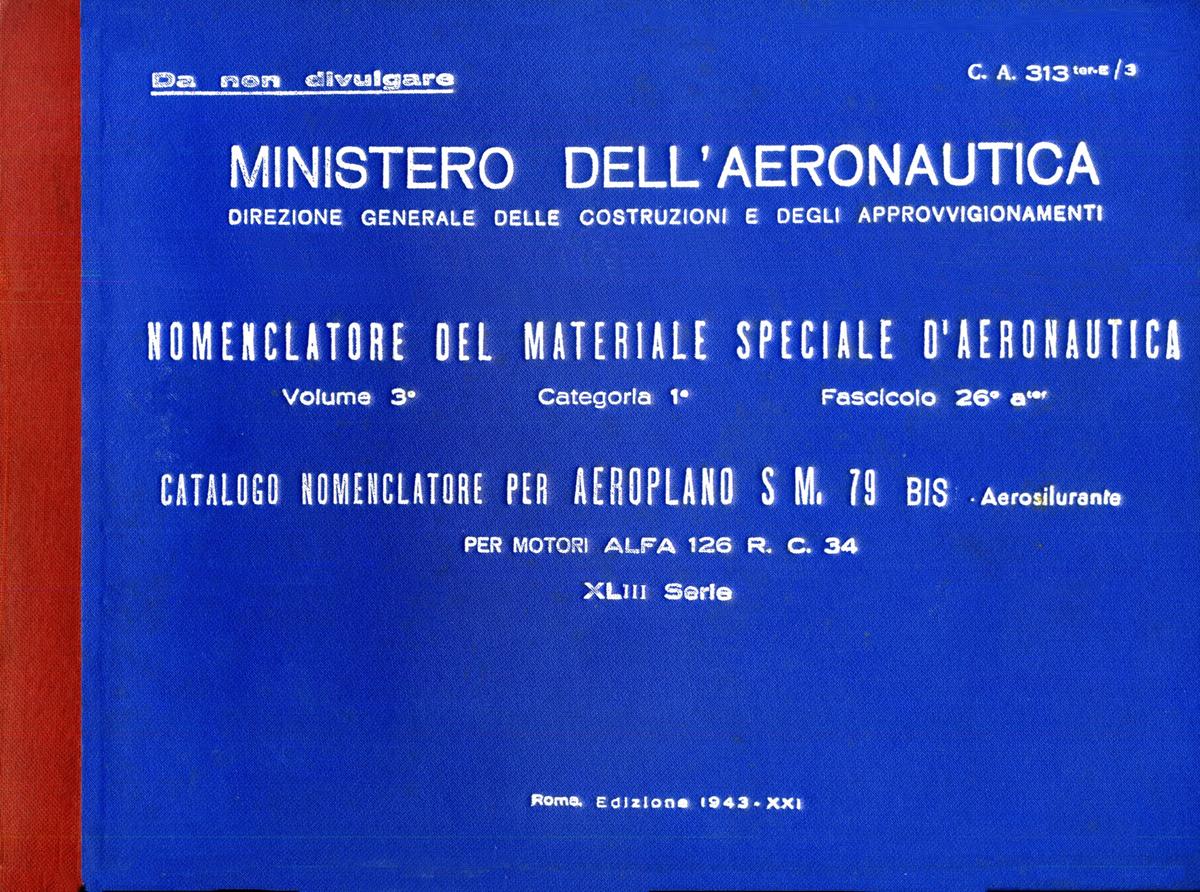 Da non divulgare
C. A. 313 ter-E/3
MINISTERO DELL'AERONAUTICA
DIREZIONE GENERALE DELLE COSTRUZIONI E DEGLI APPROVVIGIONAMENTI
NOMENCLATORE DEL MATERIALE SPECIALE D'AERONAUTICA
Volume 3° Categoria 1° Fascicolo 26° a ter
CATALOGO NOMENCLATORE PER AEROPLANO S M. 79 BIS - Aerosilurante
PER MOTORI ALFA 126 R. C. 34
XLIII Serie
Roma. Edizione 1943-XXI